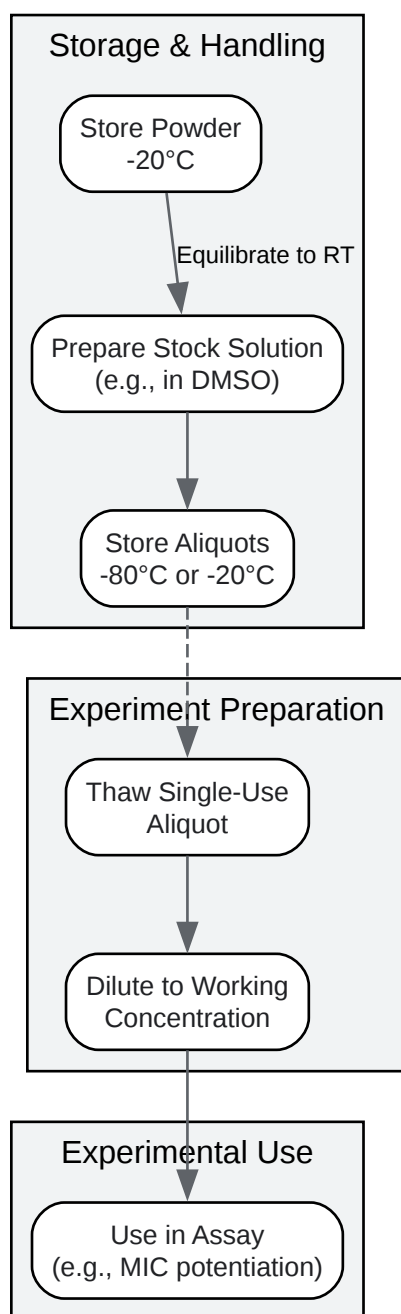 Storage & Handling
Store Powder
-20°C
Equilibrate to RT
Prepare Stock Solution
(e.g., in DMSO)
Store Aliquots
-80°C or -20°C
Experiment Preparation
Thaw Single-Use
Aliquot
Dilute to Working
Concentration
Experimental Use
Use in Assay
(e.g., MIC potentiation)